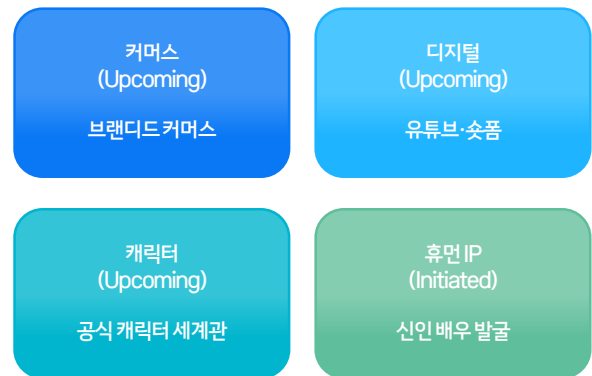 커머스
(Upcoming)
브랜디드 커머스
디지털
(Upcoming)
유튜브·숏폼
캐릭터
(Upcoming)
공식 캐릭터 세계관
휴먼 IP
(Initiated)
신인 배우 발굴